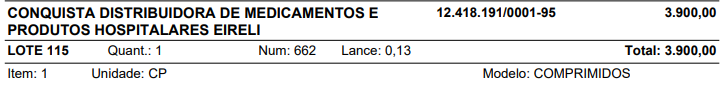 CONQUISTA DISTRIBUIDORA DE MEDICAMENTOS E 12.418.191/0001-95 3.900,00
PRODUTOS HOSPITALARES EIRELI
LOTE 115 Quant.: 1 Num: 662 Lance: 0,13 Total: 3.900,00
Item: 1 Unidade: CP Modelo: COMPRIMIDOS